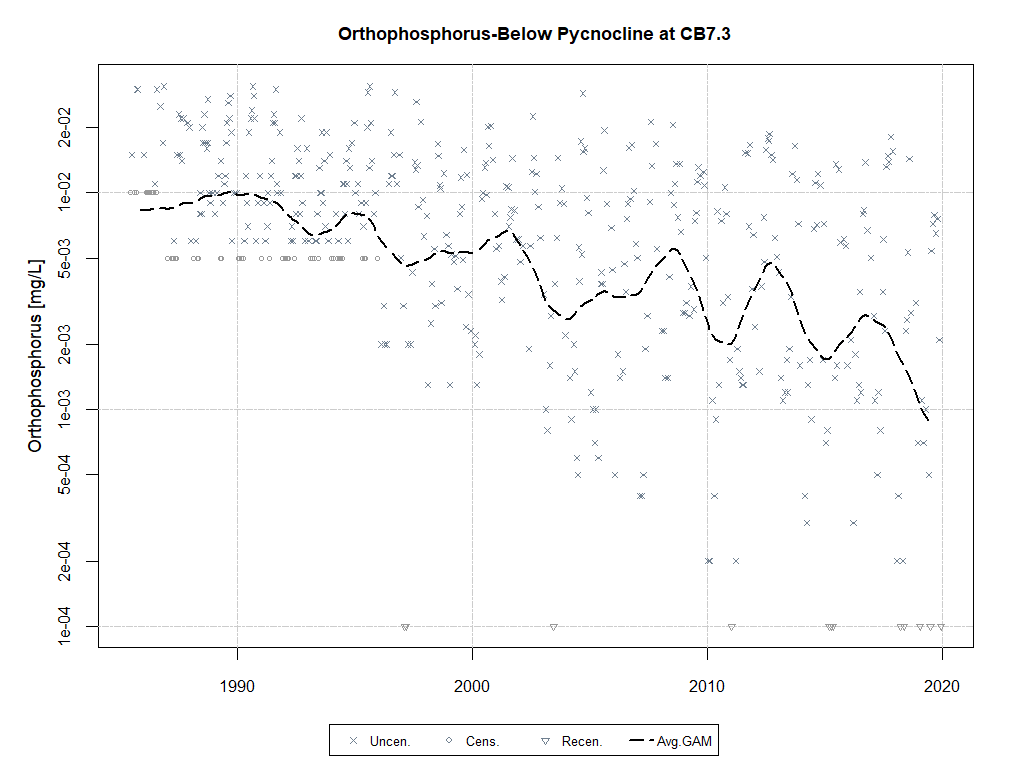 Orthophosphorus-Below Pycnocline at CB7.3
Orthophosphorus [mg/L]
2e-02
1e-02
5e-03
2e-03
1e-03
5e-04
2e-04
1e-04
1990 2000 2010 2020
Uncen. Cens. Recen. Avg.GAM